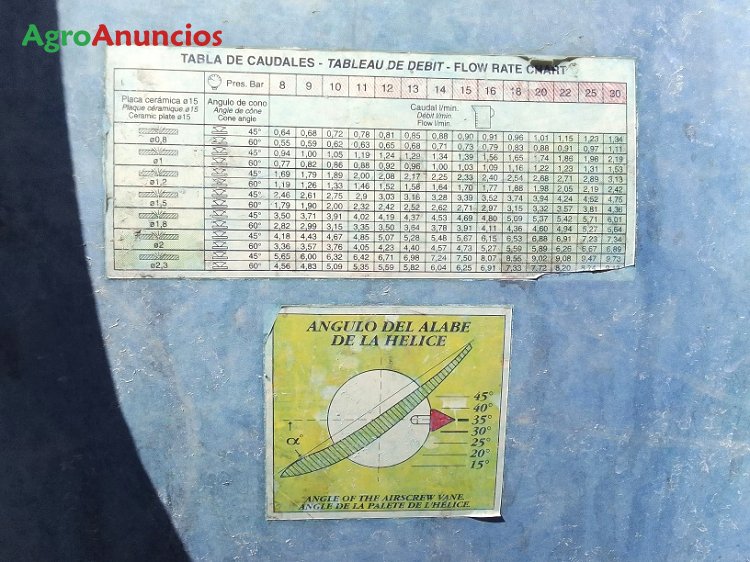 AgroAnuncios
TABLA DE CAUDALES - TABLEAU DE DEBIT - FLOW RATE CHART
Pres. Bar 8 9 10 11 12 13 14 15 16 18 20 22 25 30
Placa cerámica ø15 Angulo de cono Caudal l/min.
Plaque céramique ø15 Angle de cône Débit l/min.
Ceramic plate ø15 Cone angle Flow l/min.
45° 0,64 0,68 0,72 0,78 0,81 0,85 0,88 0,90 0,91 0,96 1,01 1,15 1,23 1,34
ø0,8 60° 0,55 0,59 0,62 0,63 0,65 0,68 0,71 0,73 0,79 0,83 0,88 0,91 0,97 1,11
45° 0,94 1,00 1,05 1,19 1,24 1,29 1,34 1,39 1,56 1,65 1,74 1,86 1,98 2,19
ø1 60° 0,77 0,82 0,86 0,88 0,92 0,96 1,00 1,03 1,09 1,16 1,22 1,23 1,31 1,53
45° 1,69 1,79 1,89 2,00 2,08 2,17 2,25 2,33 2,40 2,54 2,68 2,71 2,89 3,13
ø1,2 60° 1,19 1,26 1,33 1,46 1,52 1,58 1,64 1,70 1,77 1,88 1,98 2,05 2,19 2,42
45° 2,46 2,61 2,75 2,9 3,03 3,16 3,28 3,39 3,52 3,74 3,94 4,24 4,52 4,75
ø1,5 60° 1,79 1,90 2,00 2,32 2,42 2,52 2,62 2,71 2,97 3,15 3,32 3,57 3,81 4,36
45° 3,50 3,71 3,91 4,02 4,19 4,37 4,53 4,69 4,80 5,09 5,37 5,42 5,71 6,01
ø1,8 60° 2,82 2,99 3,15 3,35 3,50 3,64 3,78 3,91 4,11 4,36 4,60 4,94 5,27 5,64
45° 4,18 4,43 4,67 4,85 5,07 5,28 5,48 5,67 6,15 6,53 6,88 6,91 7,23 7,34
ø2 60° 3,36 3,57 3,76 4,05 4,23 4,40 4,57 4,73 5,27 5,59 5,89 6,26 6,67 6,89
45° 5,65 6,00 6,32 6,42 6,71 6,98 7,24 7,50 8,07 8,56 9,02 9,08 9,47 9,73
ø2,3 60° 4,56 4,83 5,09 5,35 5,59 5,82 6,04 6,25 6,91 7,33 7,72 8,20
ANGULO DEL ALABE
DE LA HELICE
45°
40°
35°
30°
25°
20°
15°
α°
ANGLE OF THE AIRSCREW VANE.
ANGLE DE LA PALETE DE L'HÉLICE.